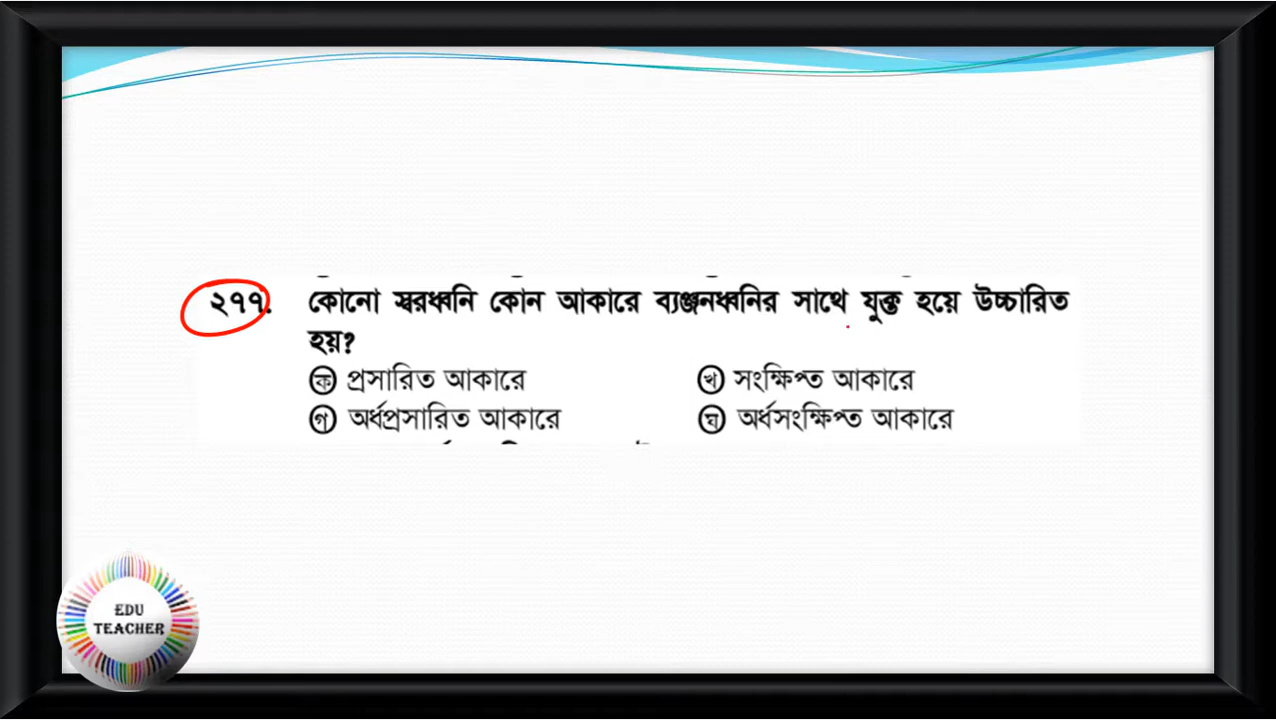 ২৭৭. কোনো স্বরধ্বনি কোন আকারে ব্যঞ্জনধ্বনির সাথে যুক্ত হয়ে উচ্চারিত
হয়?
ক প্রসারিত আকারে খ সংক্ষিপ্ত আকারে
গ অর্ধপ্রসারিত আকারে ঘ অর্ধসংক্ষিপ্ত আকারে
EDU
TEACHER